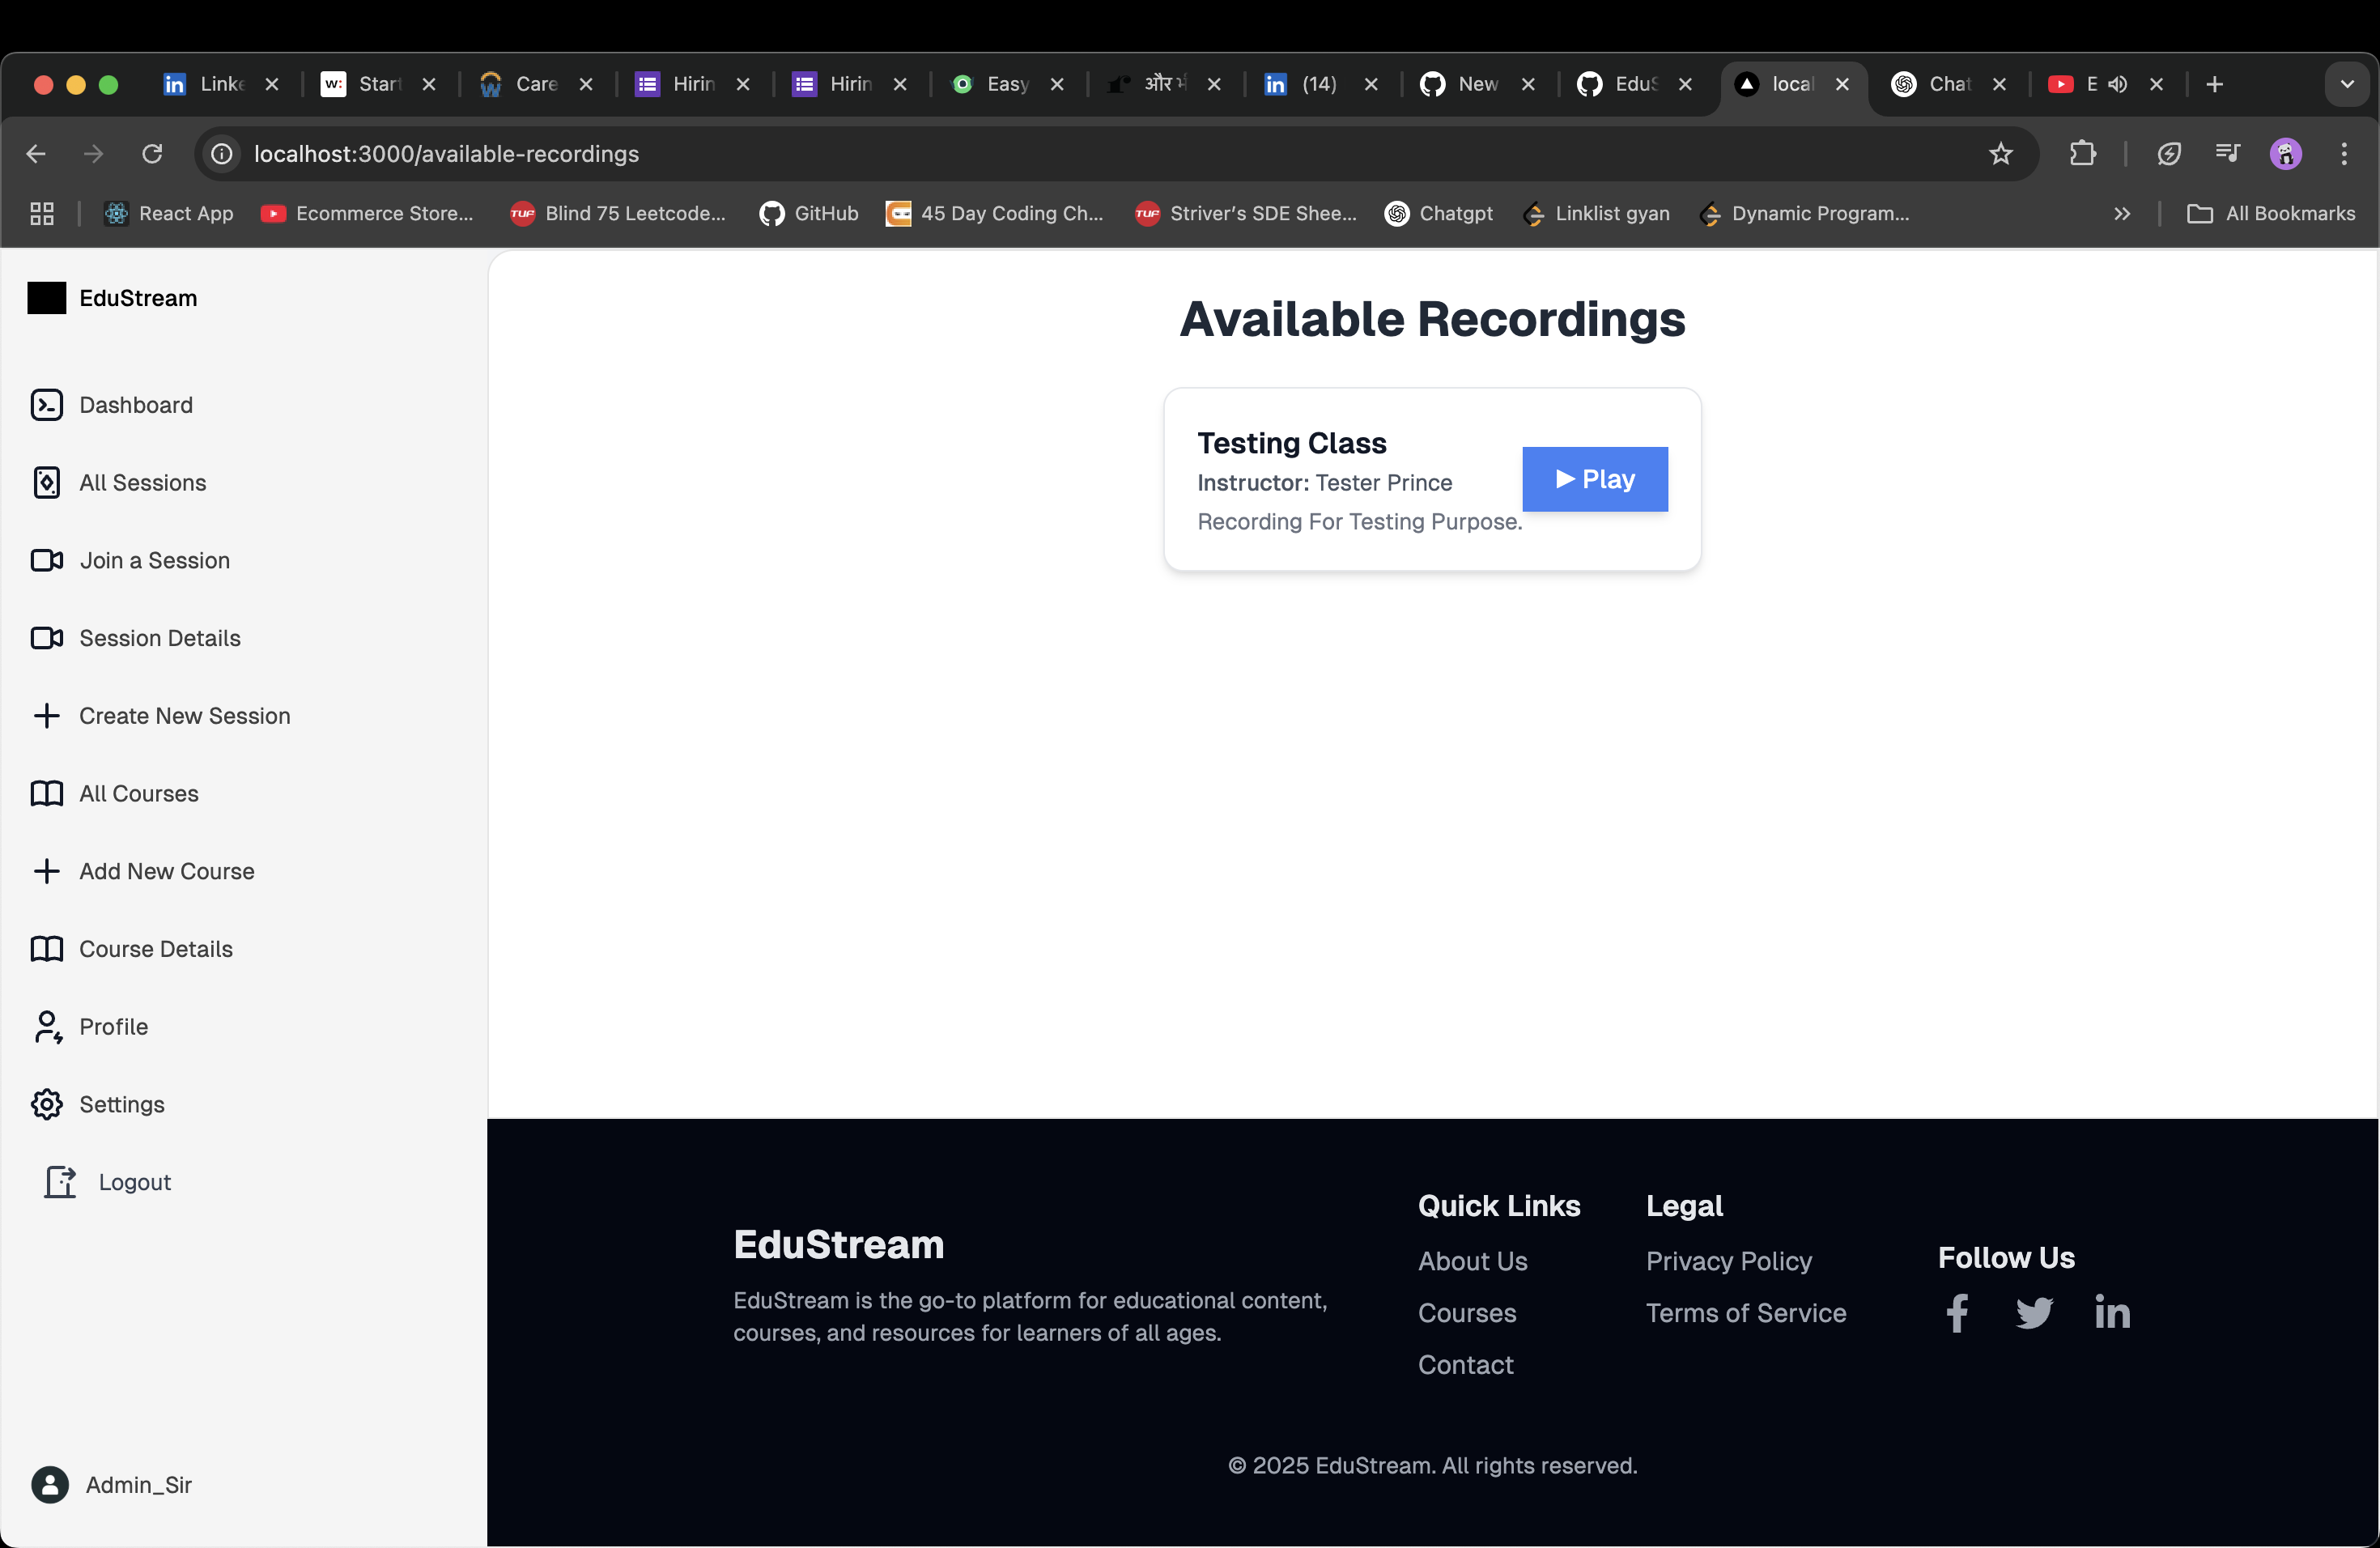 Linke
Start
Care
Hirin
Hirin
Easy
और
(14)
New
EduS
local
Chat
E
localhost:3000/available-recordings
React App
Ecommerce Store...
Blind 75 Leetcode...
GitHub
45 Day Coding Ch...
Striver's SDE Shee...
Chatgpt
Linklist gyan
Dynamic Program...
All Bookmarks
EduStream
Dashboard
All Sessions
Join a Session
Session Details
Create New Session
All Courses
Add New Course
Course Details
Profile
Settings
Logout
Admin_Sir
Available Recordings
Testing Class
Instructor: Tester Prince
Recording For Testing Purpose.
▶ Play
EduStream
EduStream is the go-to platform for educational content,
courses, and resources for learners of all ages.
Quick Links
About Us
Courses
Contact
Legal
Privacy Policy
Terms of Service
Follow Us
© 2025 EduStream. All rights reserved.